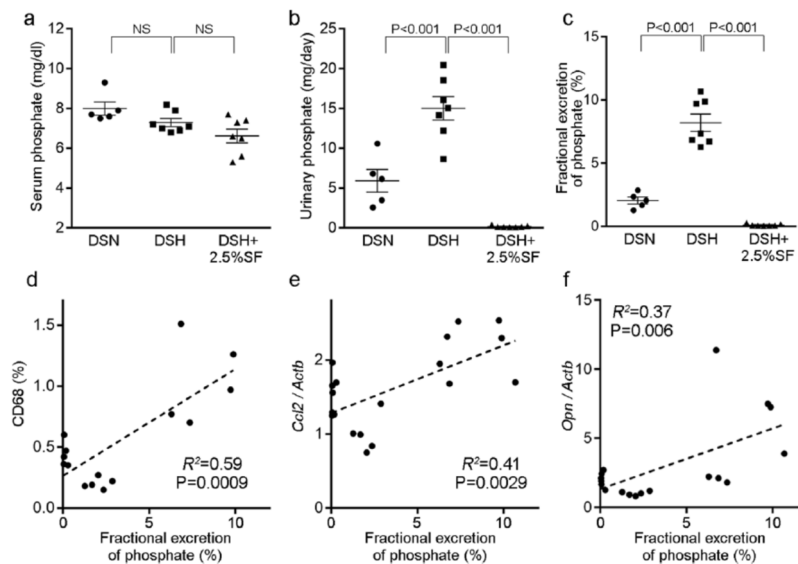 a
NS
NS
Serum phosphate (mg/dl)
12
10
8
6
4
2
DSN
DSH
DSH+
2.5%SF
b
P<0.001
P<0.001
Urinary phosphate (mg/day)
25
20
15
10
5
0
DSN
DSH
DSH+
2.5%SF
c
P<0.001
P<0.001
Fractional excretion
of phosphate (%)
15
10
5
0
DSN
DSH
DSH+
2.5%SF
d
CD68 (%)
1.5
1.0
0.5
0.0
R²=0.59
P=0.0009
0
5
10
Fractional excretion
of phosphate (%)
e
Ccl2 / Actb
2
1
0
R²=0.41
P=0.0029
0
5
10
Fractional excretion
of phosphate (%)
f
Opn / Actb
15
10
5
0
R²=0.37
P=0.006
0
5
10
Fractional excretion
of phosphate (%)